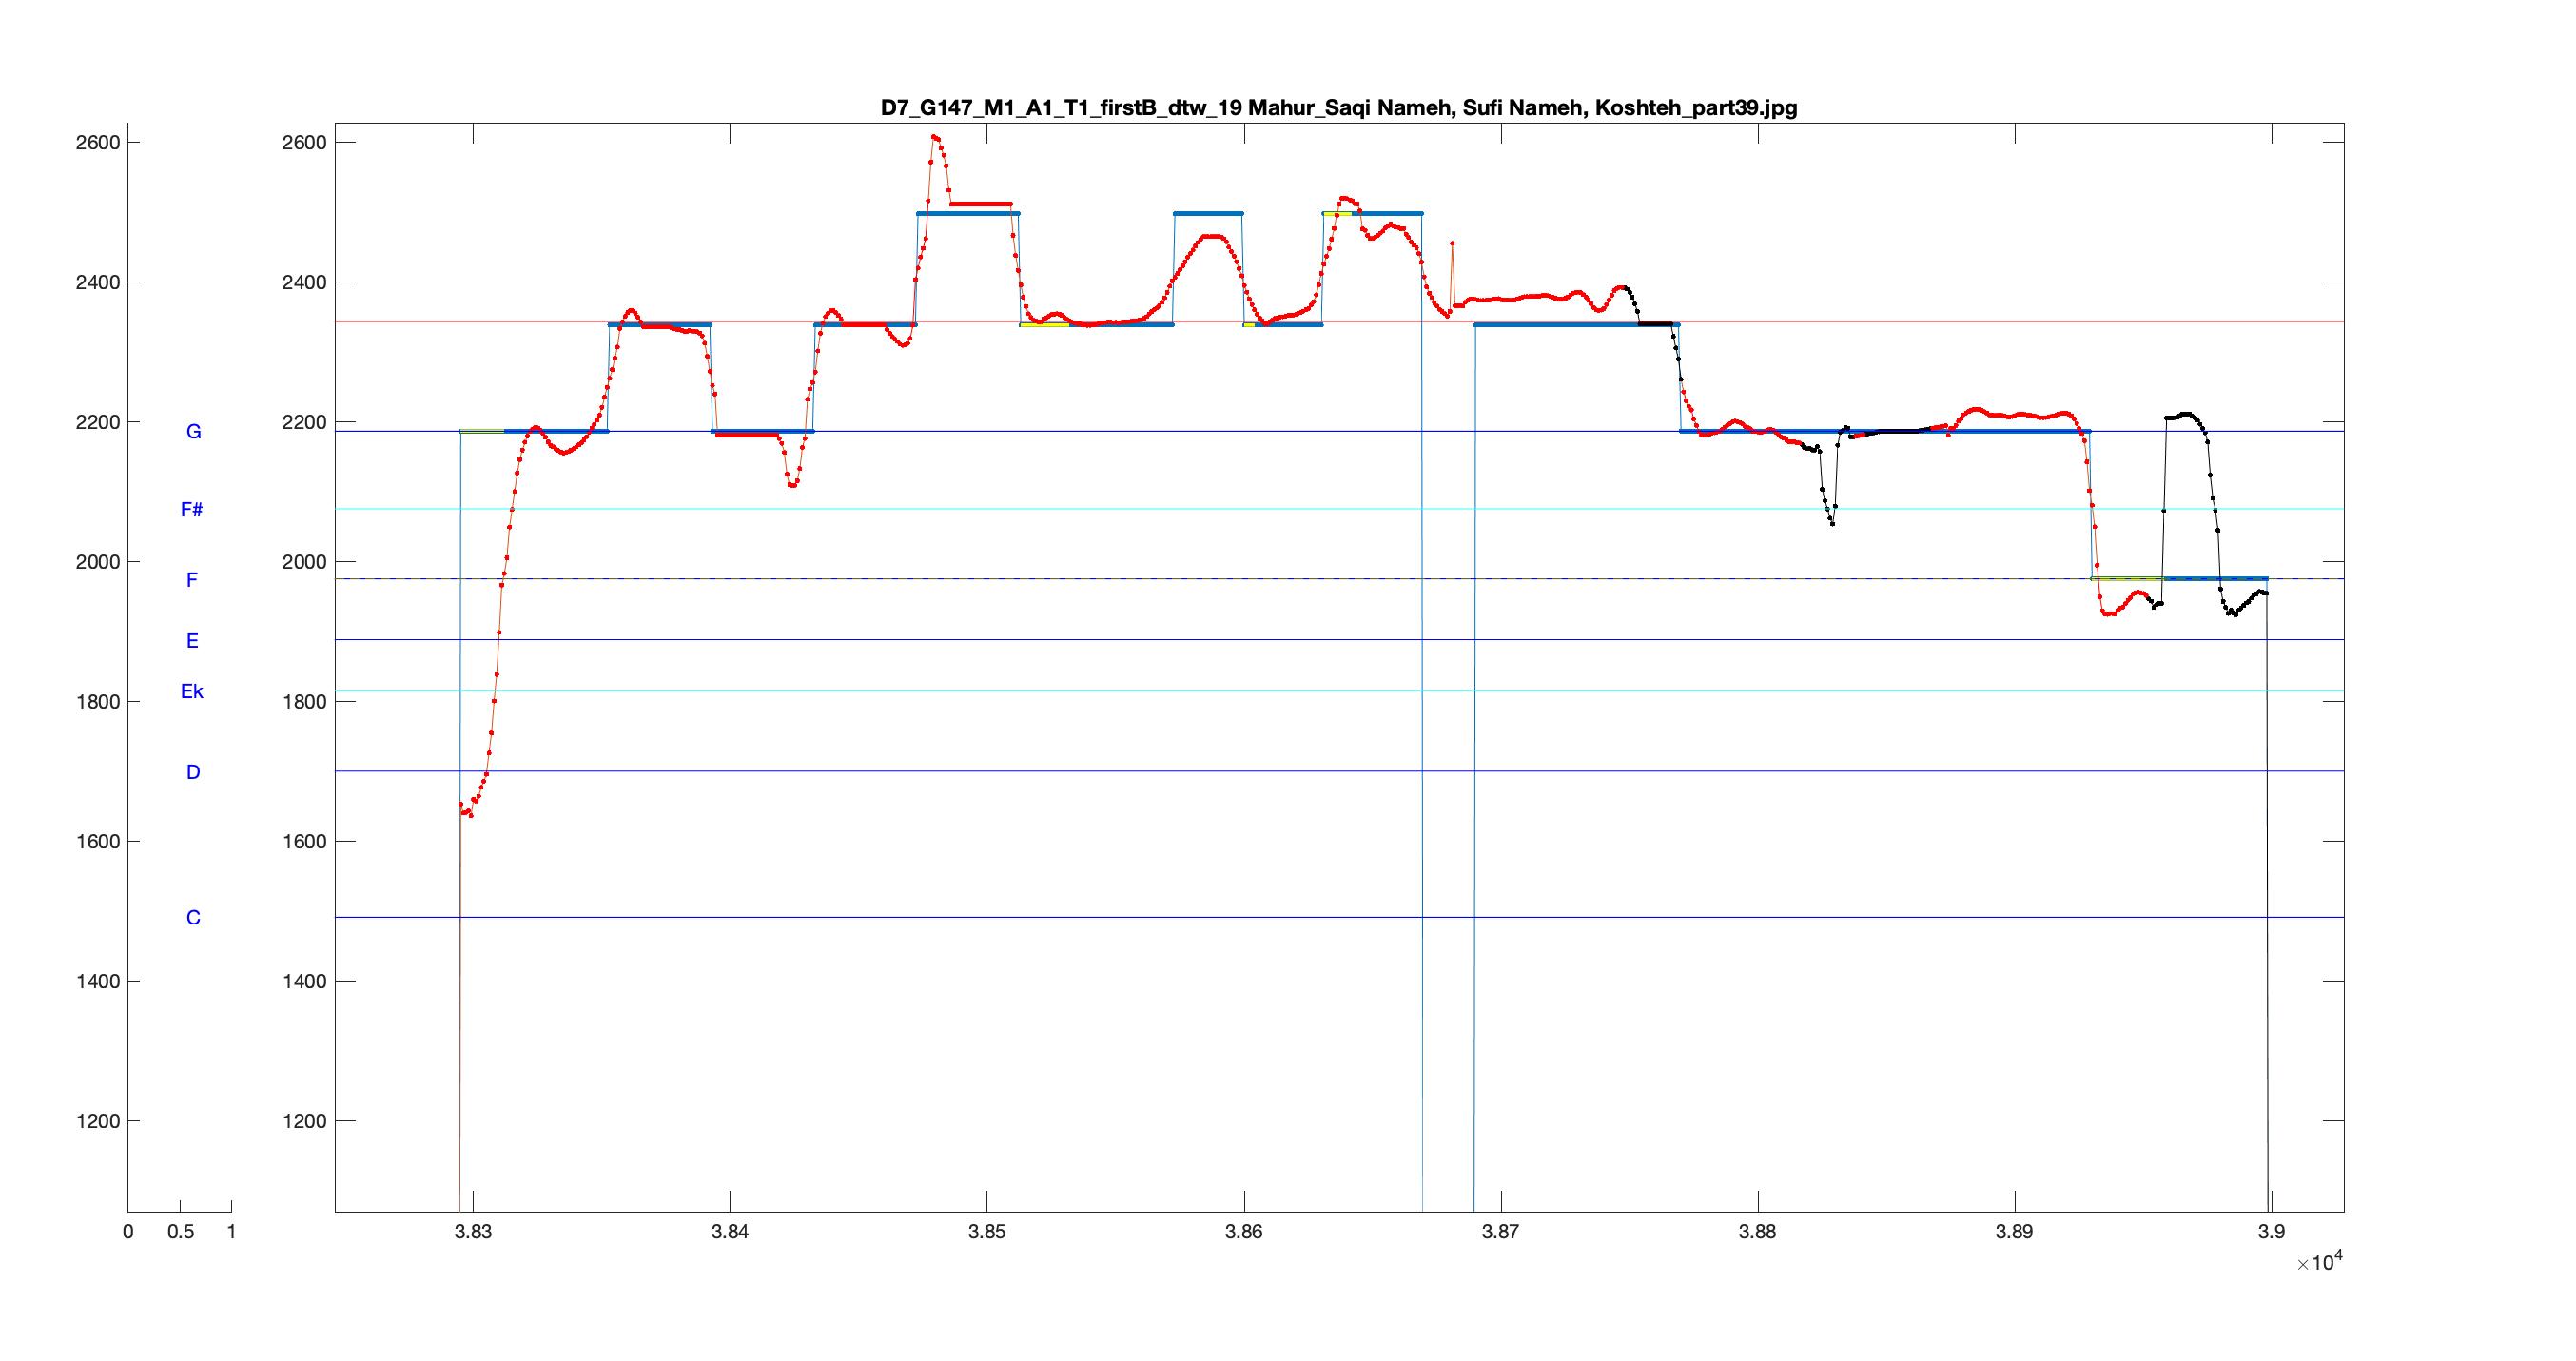 D7_G147_M1_A1_T1_firstB_dtw_19 Mahur_Saqi Nameh, Sufi Nameh, Koshteh_part39.jpg
2600 2600
2400 2400
2200 G 2200
F#
2000 2000
F
E
Ek
1800 1800
D
1600 1600
C
1400 1400
1200 1200
0 0.5 1 3.83 3.84 3.85 3.86 3.87 3.88 3.89 3.9
×10⁴